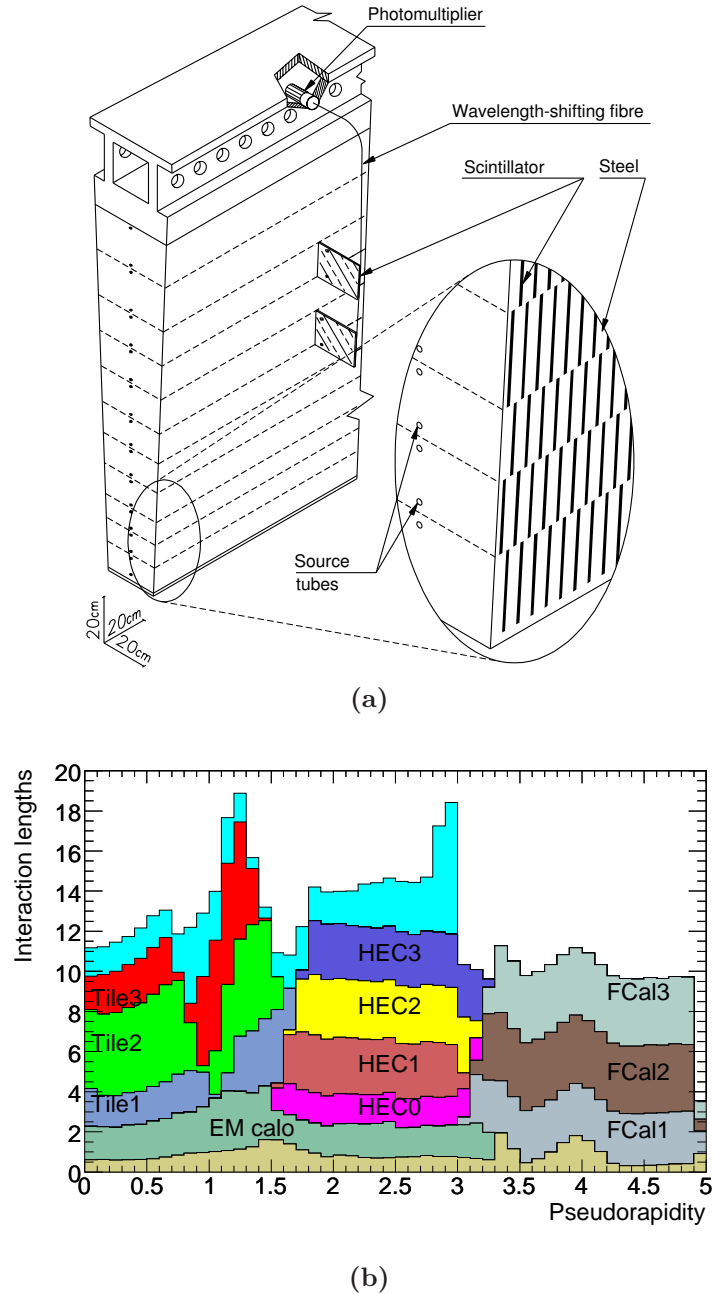 Photomultiplier
Wavelength-shifting fibre
Scintillator
Steel
Source
tubes
20cm
20cm
20cm
(a)
Interaction lengths
20
18
16
14
12
10
8
6
4
2
0
Tile3
Tile2
Tile1
EM calo
HEC3
HEC2
HEC1
HEC0
FCal3
FCal2
FCal1
0 0.5 1 1.5 2 2.5 3 3.5 4 4.5 5
Pseudorapidity
(b)